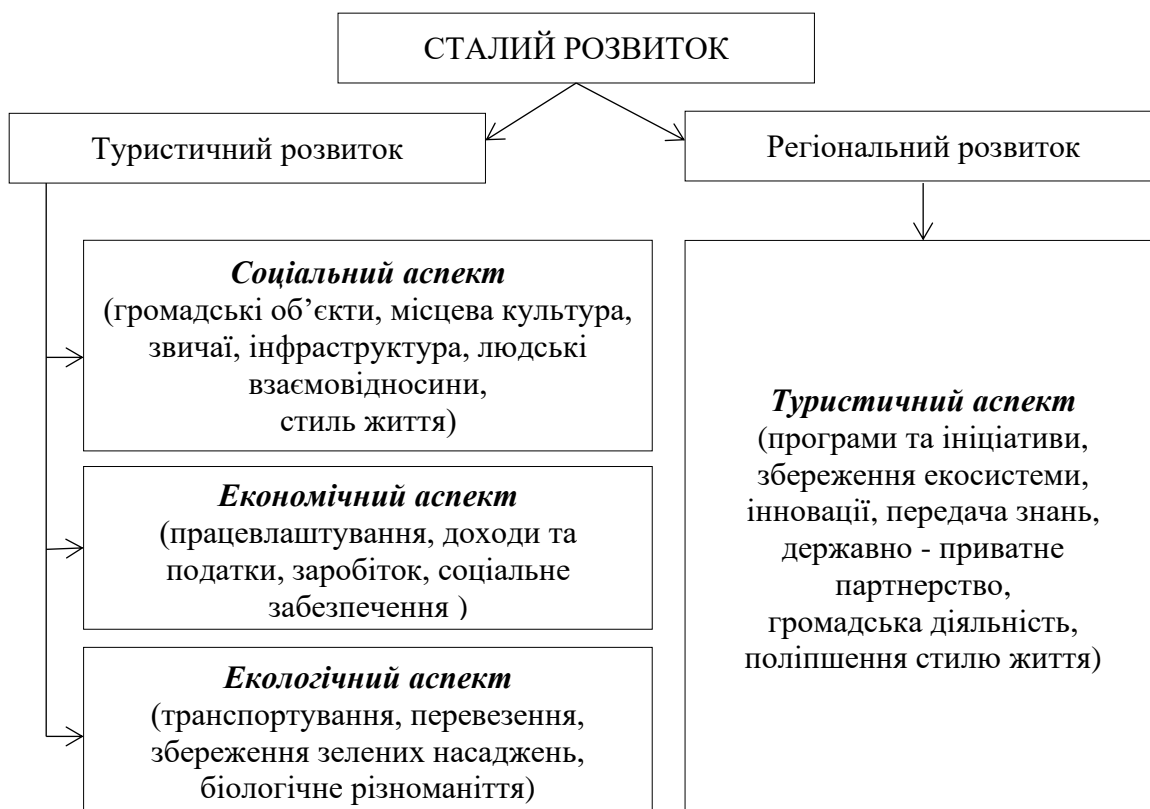 СТАЛИЙ РОЗВИТОК
Туристичний розвиток
Регіональний розвиток
Соціальний аспект
(громадські об’єкти, місцева культура,
звичаї, інфраструктура, людські
взаємовідносини,
стиль життя)
Економічний аспект
(працевлаштування, доходи та
податки, заробіток, соціальне
забезпечення )
Екологічний аспект
(транспортування, перевезення,
збереження зелених насаджень,
біологічне різноманіття)
Туристичний аспект
(програми та ініціативи,
збереження екосистеми,
інновації, передача знань,
державно - приватне
партнерство,
громадська діяльність,
поліпшення стилю життя)